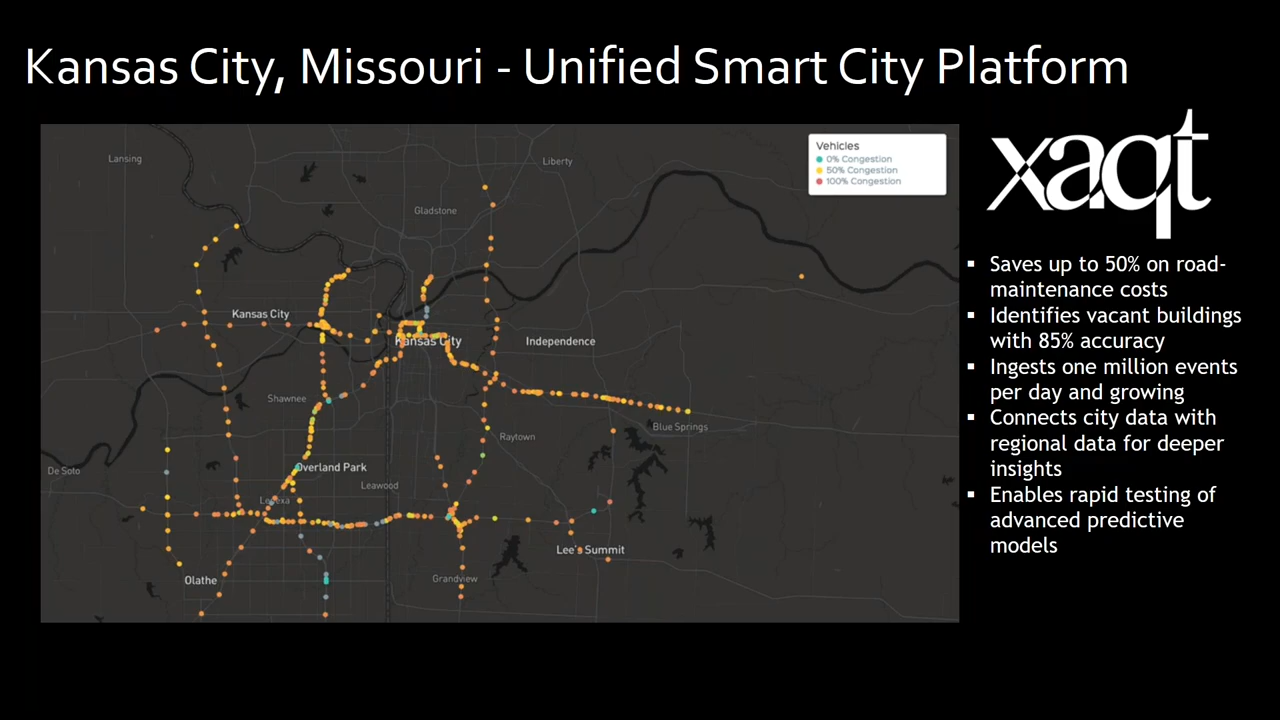 Kansas City, Missouri - Unified Smart City Platform
Lansing
Liberty
Gladstone
Kansas City
Kansas City
Independence
Shawnee
Blue Springs
Raytown
De Soto
Overland Park
Leawood
Lenexa
Lee's Summit
Olathe
Grandview
Vehicles
0% Congestion
50% Congestion
100% Congestion
xaqt
▪ Saves up to 50% on road-
maintenance costs
▪ Identifies vacant buildings
with 85% accuracy
▪ Ingests one million events
per day and growing
▪ Connects city data with
regional data for deeper
insights
▪ Enables rapid testing of
advanced predictive
models